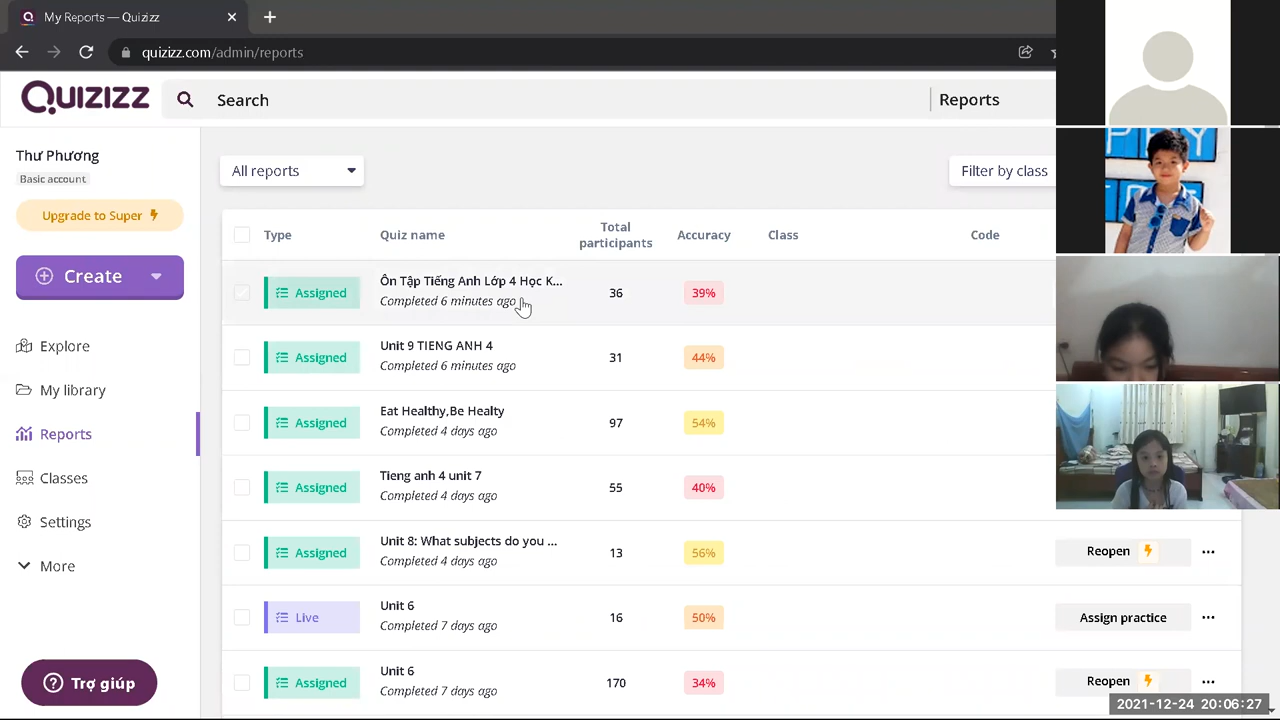 My Reports — Quizizz
quizizz.com/admin/reports
QUIZIZZ
Search
Reports
Thư Phương
Basic account
Upgrade to Super
Create
Explore
My library
Reports
Classes
Settings
More
Trợ giúp
All reports
Filter by class
Type Quiz name Total participants Accuracy Class Code
Assigned Ôn Tập Tiếng Anh Lớp 4 Học K... 36 39%
Completed 6 minutes ago
Assigned Unit 9 TIENG ANH 4 31 44%
Completed 6 minutes ago
Assigned Eat Healthy,Be Healty 97 54%
Completed 4 days ago
Assigned Tieng anh 4 unit 7 55 40%
Completed 4 days ago
Assigned Unit 8: What subjects do you ... 13 56% Reopen
Completed 4 days ago
Live Unit 6 16 50% Assign practice
Completed 7 days ago
Assigned Unit 6 170 34% Reopen
Completed 7 days ago
2021-12-24 20:06:27